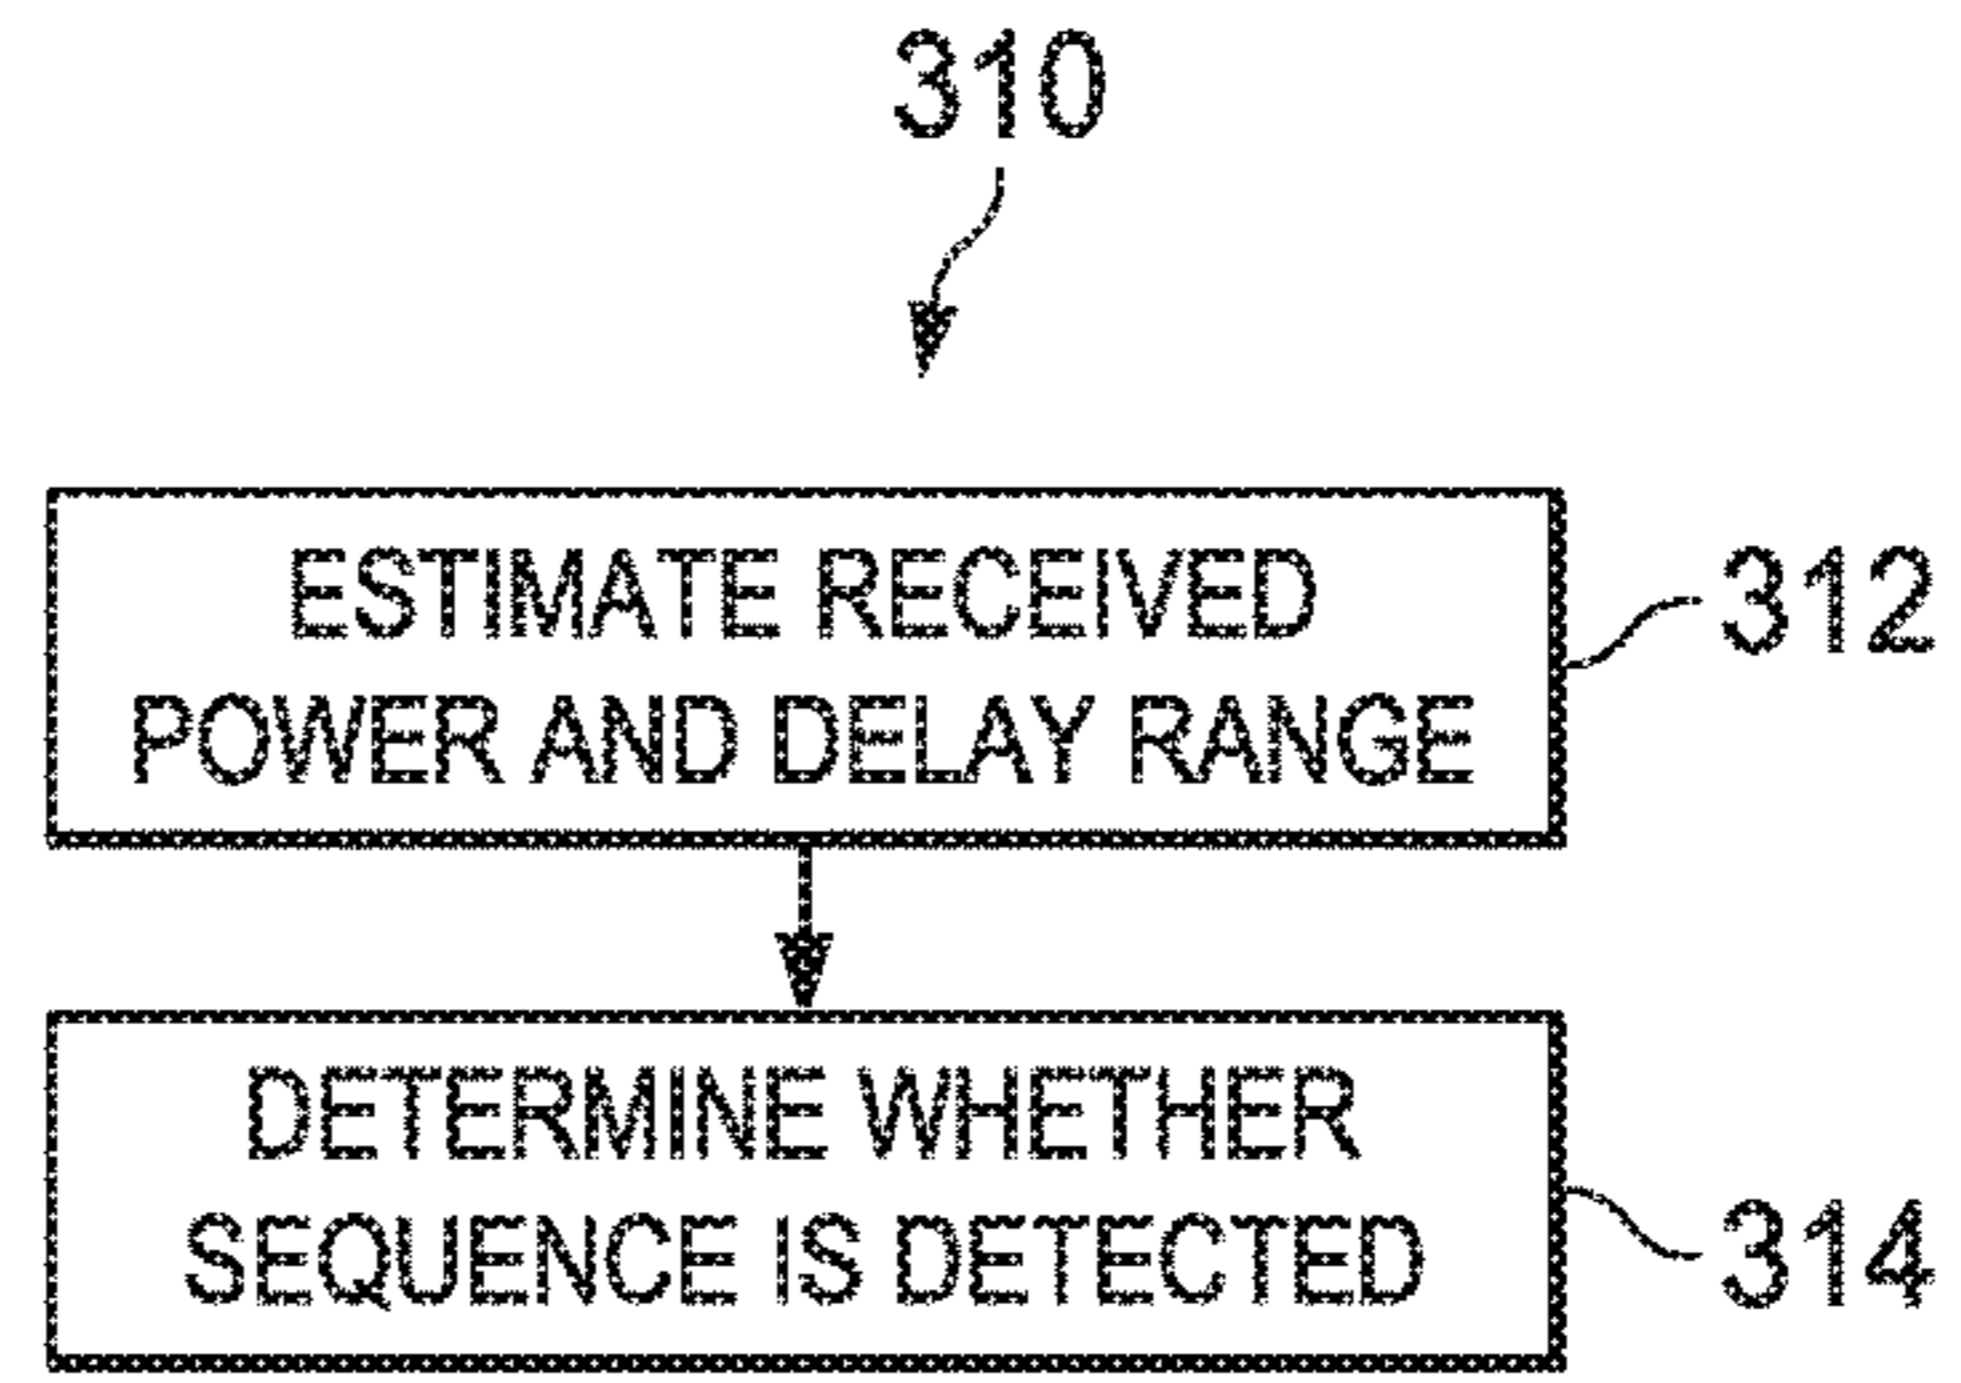 310
ESTIMATE RECEIVED
POWER AND DELAY RANGE
312
DETERMINE WHETHER
SEQUENCE IS DETECTED
314